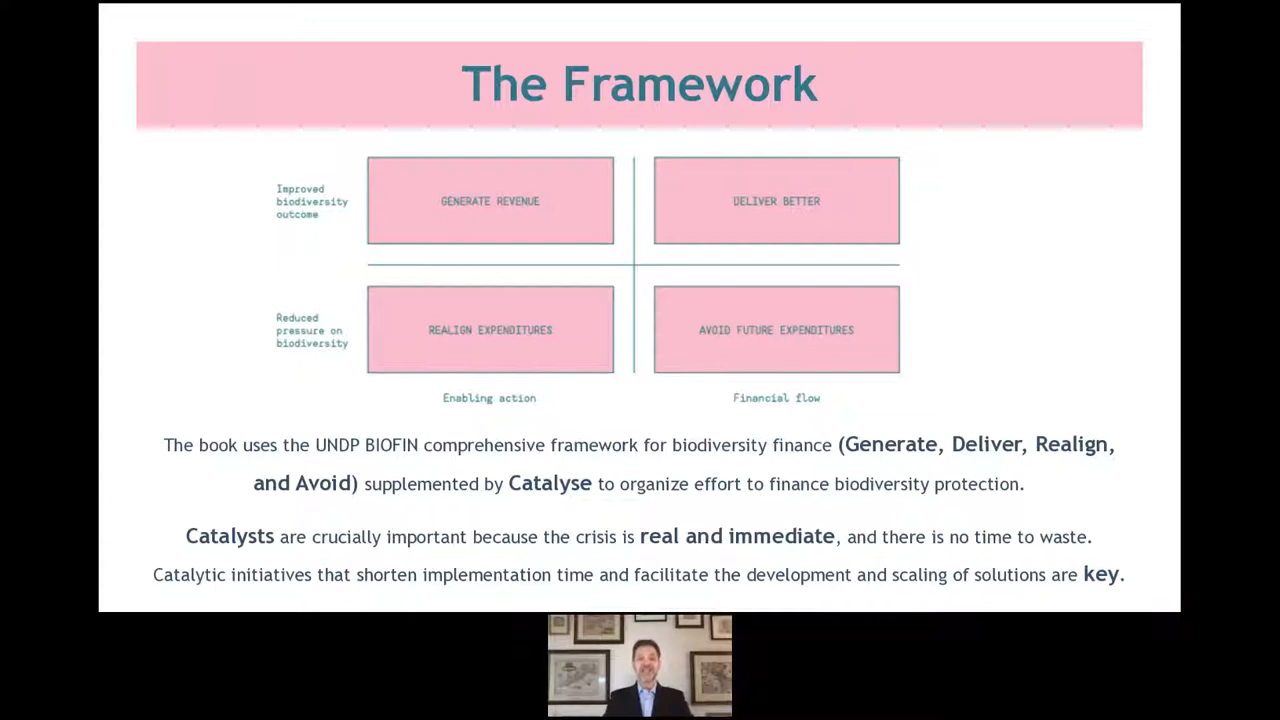 The Framework
Improved
biodiversity
outcome
GENERATE REVENUE
DELIVER BETTER
Reduced
pressure on
biodiversity
REALIGN EXPENDITURES
AVOID FUTURE EXPENDITURES
Enabling action
Financial flow
The book uses the UNDP BIOFIN comprehensive framework for biodiversity finance (Generate, Deliver, Realign,
and Avoid) supplemented by Catalyse to organize effort to finance biodiversity protection.
Catalysts are crucially important because the crisis is real and immediate, and there is no time to waste.
Catalytic initiatives that shorten implementation time and facilitate the development and scaling of solutions are key.